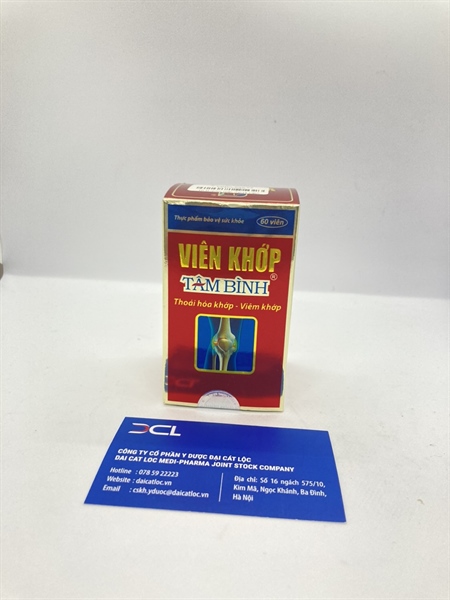 Thực phẩm bảo vệ sức khỏe
60 viên
VIÊN KHỚP
TÂM BÌNH®
Thoái hóa khớp - Viêm khớp
DCL
CÔNG TY CỔ PHẦN Y DƯỢC ĐẠI CÁT LỘC
DAI CAT LOC MEDI-PHARMA JOINT STOCK COMPANY
Hotline : 078 59 22223
Website : daicatloc.vn
Email : cskh.yduoc@daicatloc.vn
Địa chỉ: Số 16 ngách 575/10,
Kim Mã, Ngọc Khánh, Ba Đình,
Hà Nội